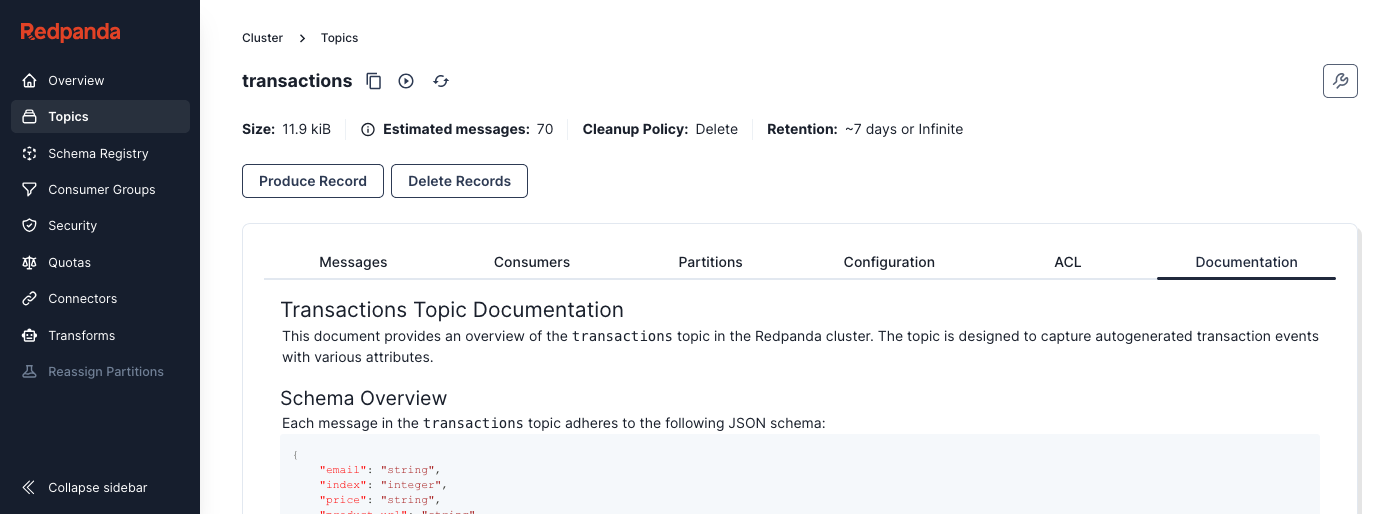 Redpanda
Overview
Topics
Schema Registry
Consumer Groups
Security
Quotas
Connectors
Transforms
Reassign Partitions
Collapse sidebar
Cluster > Topics
transactions
Size: 11.9 kiB Estimated messages: 70 Cleanup Policy: Delete Retention: ~7 days or Infinite
Produce Record Delete Records
Messages Consumers Partitions Configuration ACL Documentation
Transactions Topic Documentation
This document provides an overview of the transactions topic in the Redpanda cluster. The topic is designed to capture autogenerated transaction events
with various attributes.
Schema Overview
Each message in the transactions topic adheres to the following JSON schema:
{
"email": "string",
"index": "integer",
"price": "string",